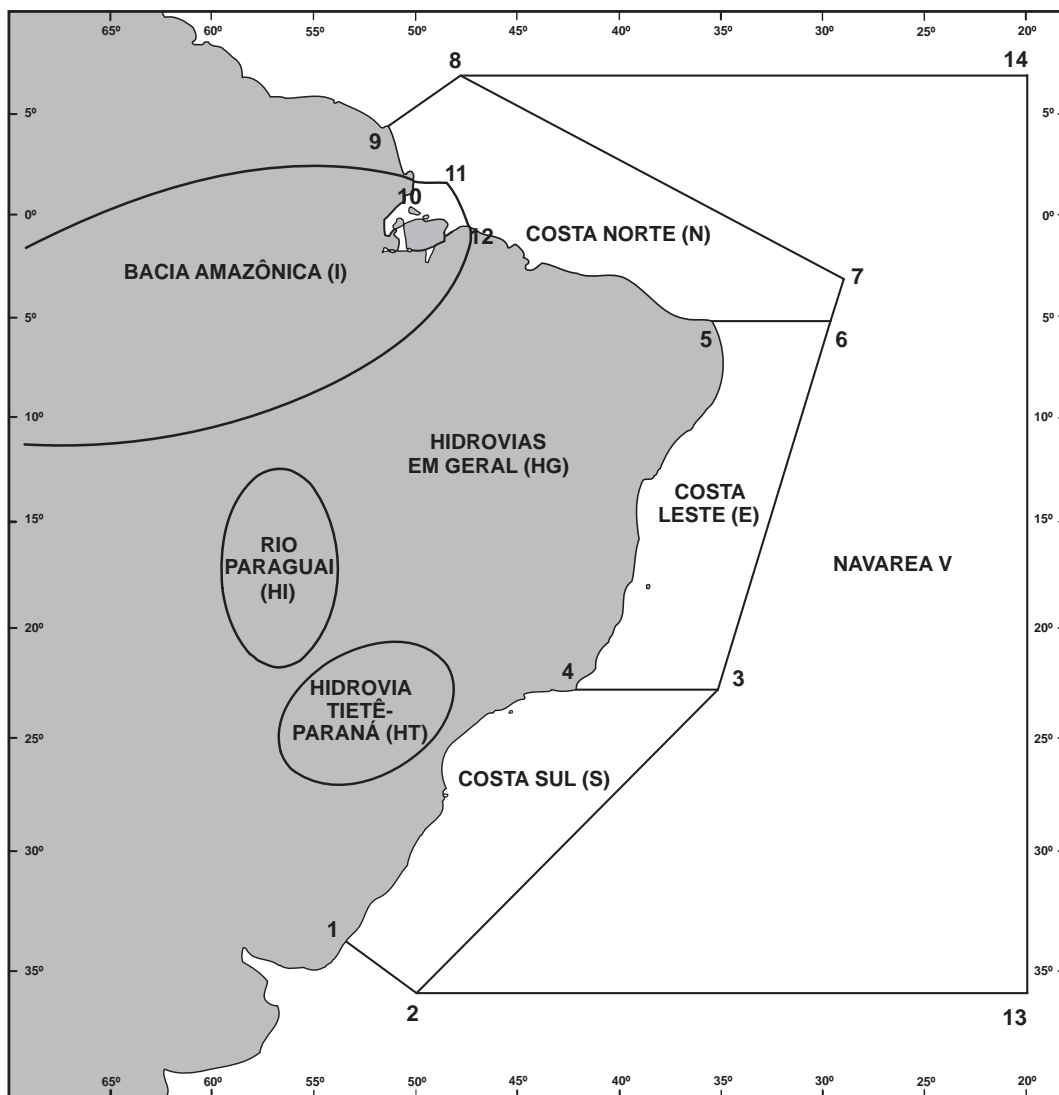 65º 60º 55º 50º 45º 40º 35º 30º 25º 20º
8 14
5º 5º
9
11
10
0º 0º
12
COSTA NORTE (N)
BACIA AMAZÔNICA (I)
7
5º 5º
5 6
10º 10º
HIDROVIAS
EM GERAL (HG)
COSTA
LESTE (E)
15º 15º
RIO
PARAGUAI
(HI)
NAVAREA V
20º 20º
4 3
HIDROVIA
TIETÊ-
PARANÁ (HT)
25º 25º
COSTA SUL (S)
30º 30º
1
35º 35º
2 13
65º 60º 55º 50º 45º 40º 35º 30º 25º 20º